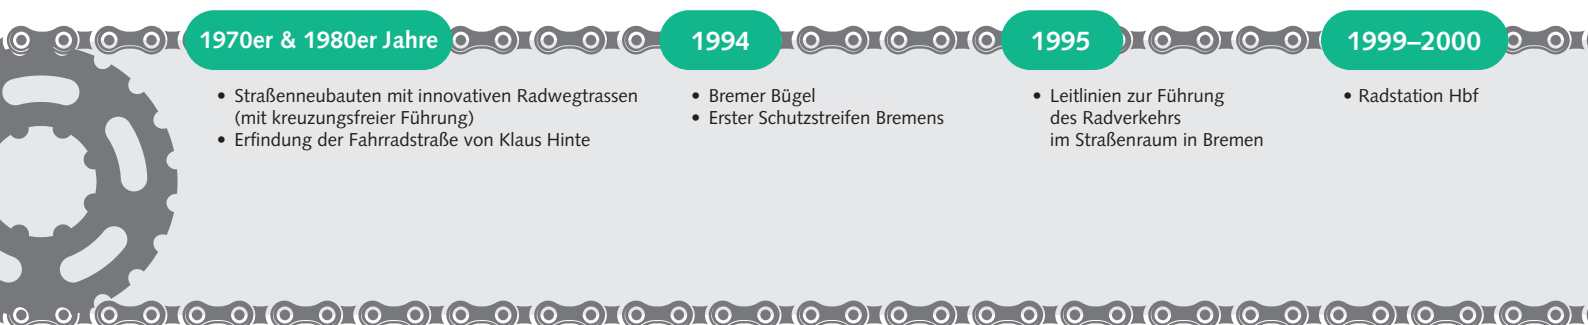 1970er & 1980er Jahre
• Straßenneubauten mit innovativen Radwegtrassen
(mit kreuzungsfreier Führung)
• Erfindung der Fahrradstraße von Klaus Hinte
1994
• Bremer Bügel
• Erster Schutzstreifen Bremens
1995
• Leitlinien zur Führung
des Radverkehrs
im Straßenraum in Bremen
1999–2000
• Radstation Hbf